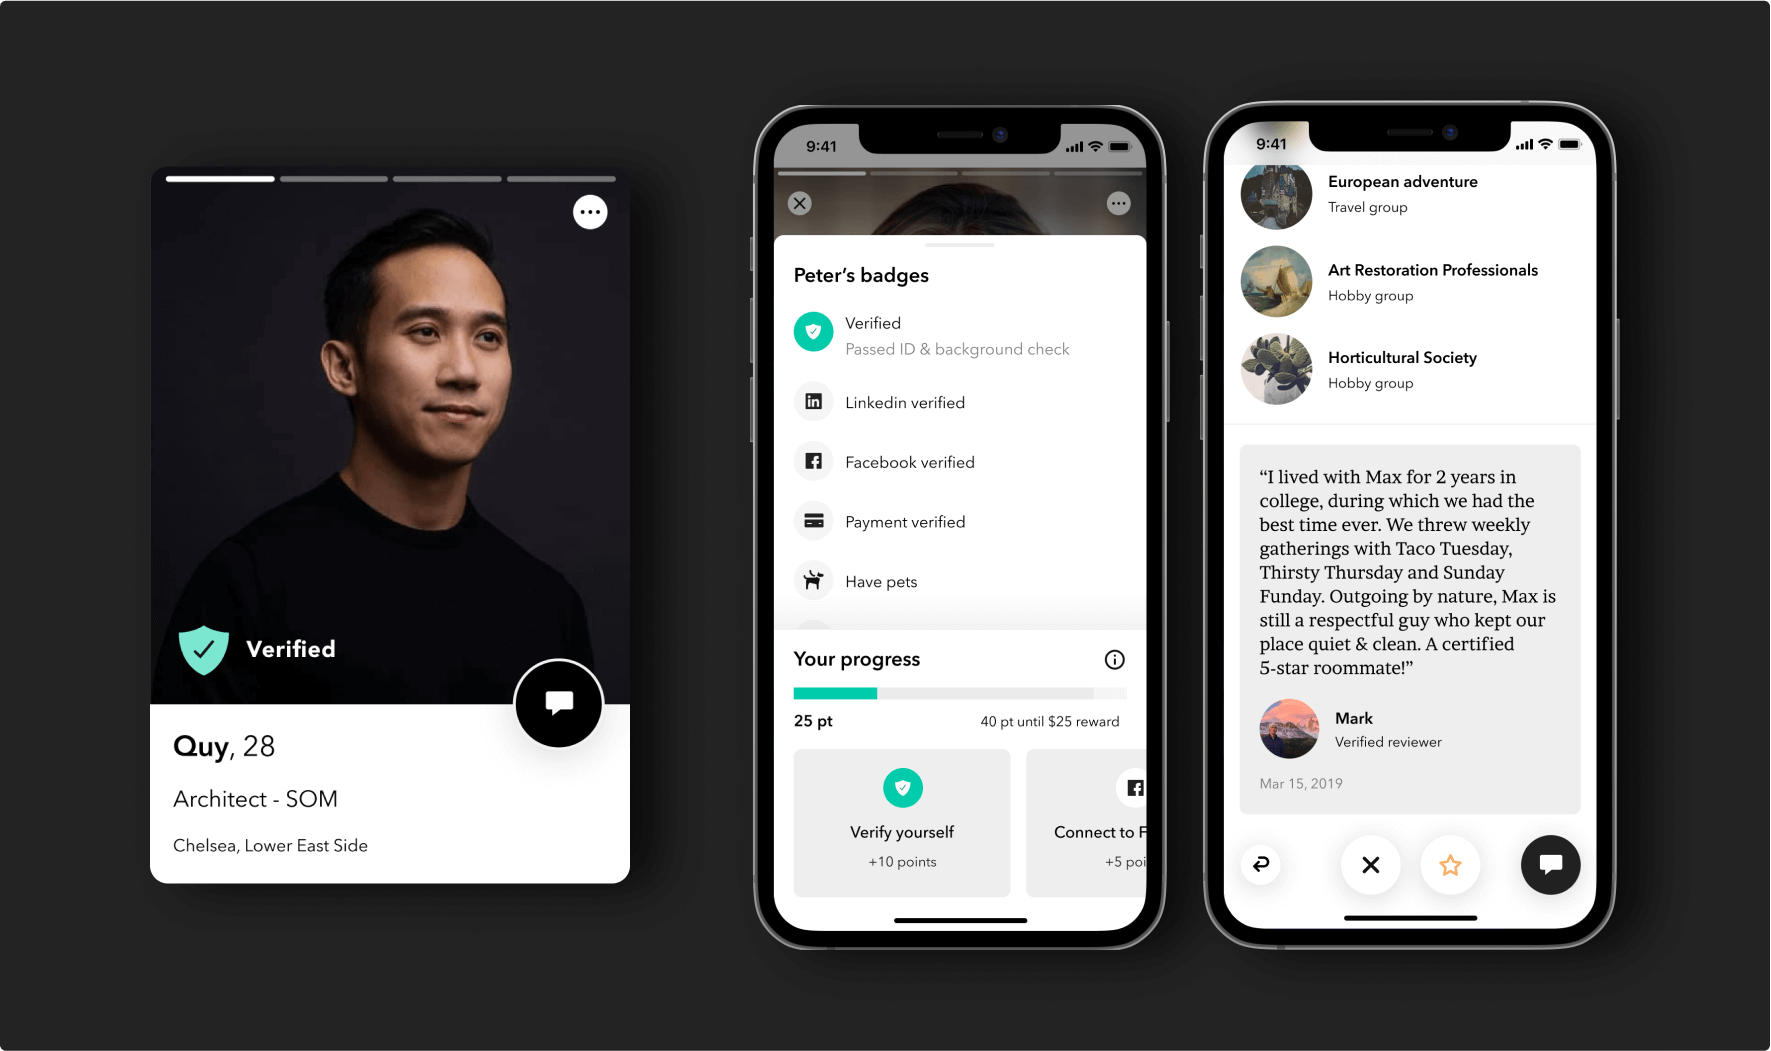 Verified
Quy, 28
Architect - SOM
Chelsea, Lower East Side
9:41
Peter’s badges
Verified
Passed ID & background check
Linkedin verified
Facebook verified
Payment verified
Have pets
Your progress
25 pt
40 pt until $25 reward
Verify yourself
+10 points
Connect to F
+5 poi
9:41
European adventure
Travel group
Art Restoration Professionals
Hobby group
Horticultural Society
Hobby group
“I lived with Max for 2 years in
college, during which we had the
best time ever. We threw weekly
gatherings with Taco Tuesday,
Thirsty Thursday and Sunday
Funday. Outgoing by nature, Max is
still a respectful guy who kept our
place quiet & clean. A certified
5-star roommate!”
Mark
Verified reviewer
Mar 15, 2019